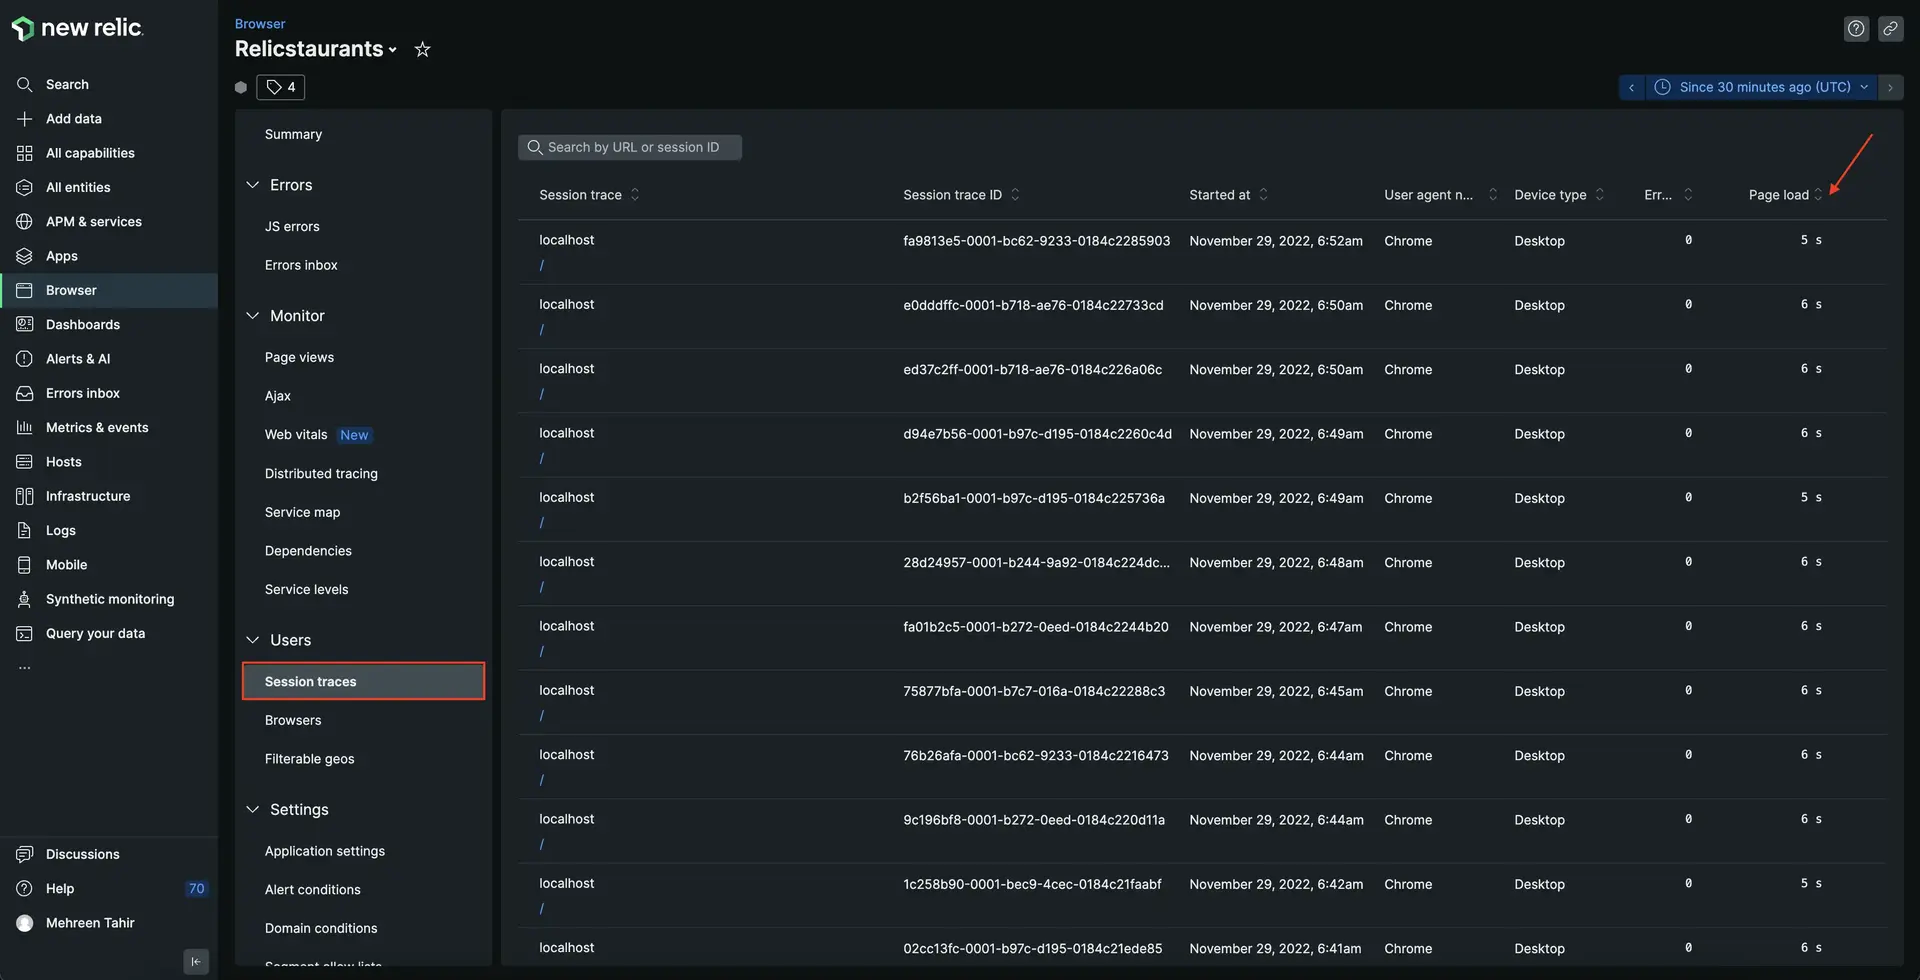 new relic.
Search
Add data
All capabilities
All entities
APM & services
Apps
Browser
Dashboards
Alerts & AI
Errors inbox
Metrics & events
Hosts
Infrastructure
Logs
Mobile
Synthetic monitoring
Query your data
...
Discussions
Help 70
Mehreen Tahir
Browser
Relicstaurants
4
Since 30 minutes ago (UTC)
Summary
Errors
JS errors
Errors inbox
Monitor
Page views
Ajax
Web vitals New
Distributed tracing
Service map
Dependencies
Service levels
Users
Session traces
Browsers
Filterable geos
Settings
Application settings
Alert conditions
Domain conditions
Segment allow lists
Search by URL or session ID
Session trace Session trace ID Started at User agent n... Device type Err... Page load
localhost fa9813e5-0001-bc62-9233-0184c2285903 November 29, 2022, 6:52am Chrome Desktop 0 5 s
/
localhost e0dddffc-0001-b718-ae76-0184c22733cd November 29, 2022, 6:50am Chrome Desktop 0 6 s
/
localhost ed37c2ff-0001-b718-ae76-0184c226a06c November 29, 2022, 6:50am Chrome Desktop 0 6 s
/
localhost d94e7b56-0001-b97c-d195-0184c2260c4d November 29, 2022, 6:49am Chrome Desktop 0 6 s
/
localhost b2f56ba1-0001-b97c-d195-0184c225736a November 29, 2022, 6:49am Chrome Desktop 0 5 s
/
localhost 28d24957-0001-b244-9a92-0184c224dc... November 29, 2022, 6:48am Chrome Desktop 0 6 s
/
localhost fa01b2c5-0001-b272-0eed-0184c2244b20 November 29, 2022, 6:47am Chrome Desktop 0 6 s
/
localhost 75877bfa-0001-b7c7-016a-0184c22288c3 November 29, 2022, 6:45am Chrome Desktop 0 6 s
/
localhost 76b26afa-0001-bc62-9233-0184c2216473 November 29, 2022, 6:44am Chrome Desktop 0 6 s
/
localhost 9c196bf8-0001-b272-0eed-0184c220d11a November 29, 2022, 6:44am Chrome Desktop 0 6 s
/
localhost 1c258b90-0001-bec9-4cec-0184c21faabf November 29, 2022, 6:42am Chrome Desktop 0 5 s
/
localhost 02cc13fc-0001-b97c-d195-0184c21ede85 November 29, 2022, 6:41am Chrome Desktop 0 6 s